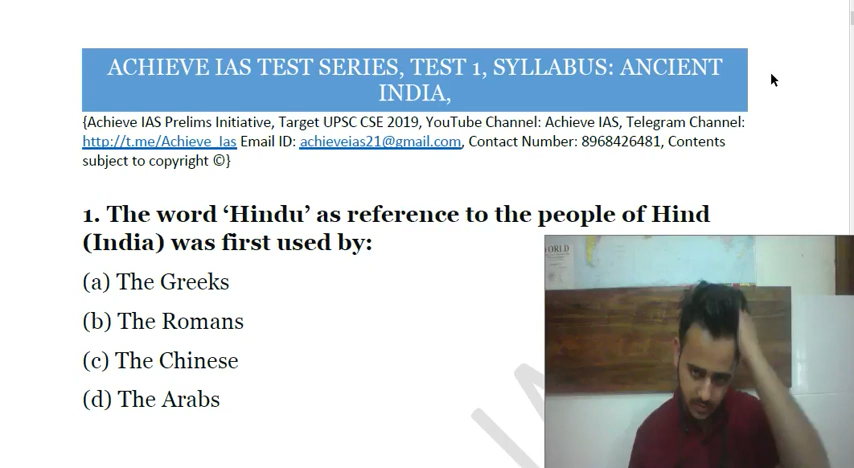 ACHIEVE IAS TEST SERIES, TEST 1, SYLLABUS: ANCIENT
INDIA,
{Achieve IAS Prelims Initiative, Target UPSC CSE 2019, YouTube Channel: Achieve IAS, Telegram Channel:
http://t.me/Achieve_Ias Email ID: achieveias21@gmail.com, Contact Number: 8968426481, Contents
subject to copyright ©}
1. The word ‘Hindu’ as reference to the people of Hind
(India) was first used by:
(a) The Greeks
(b) The Romans
(c) The Chinese
(d) The Arabs